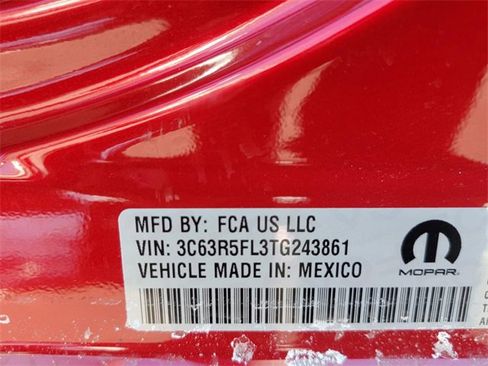 MFD BY: FCA US LLC
VIN: 3C63R5FL3TG243861
VEHICLE MADE IN: MEXICO
MOPAR